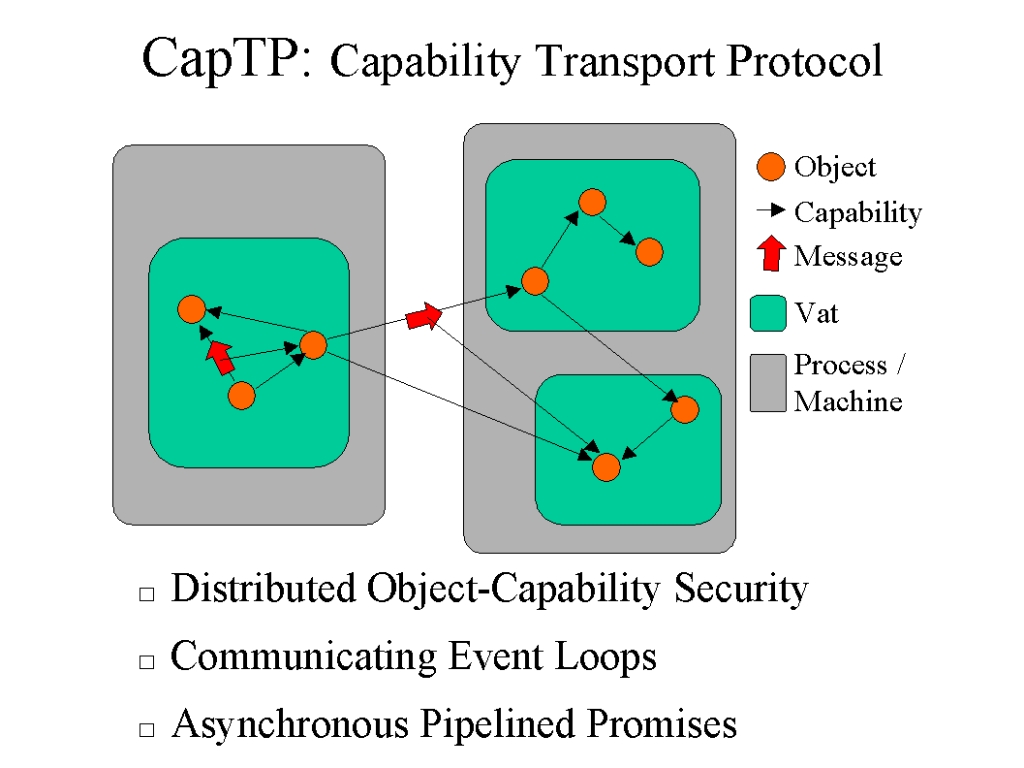 CapTP: Capability Transport Protocol
Object
Capability
Message
Vat
Process /
Machine
Distributed Object-Capability Security
Communicating Event Loops
Asynchronous Pipelined Promises